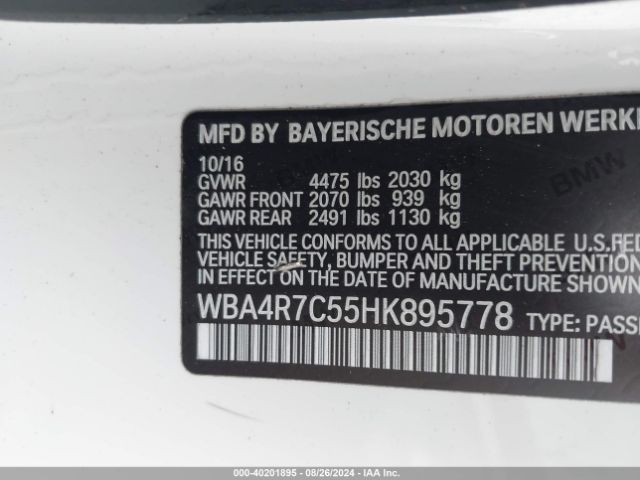 MFD BY BAYERISCHE MOTOREN WERKE
10/16
GVWR 4475 lbs 2030 kg
GAWR FRONT 2070 lbs 939 kg
GAWR REAR 2491 lbs 1130 kg
THIS VEHICLE CONFORMS TO ALL APPLICABLE U.S.FED
VEHICLE SAFETY, BUMPER AND THEFT PREVENTION
IN EFFECT ON THE DATE OF MANUFACTURE SHOWN
WBA4R7C55HK895778 TYPE: PASSE
BMW
000-40201895 - 08/26/2024 - IAA Inc.